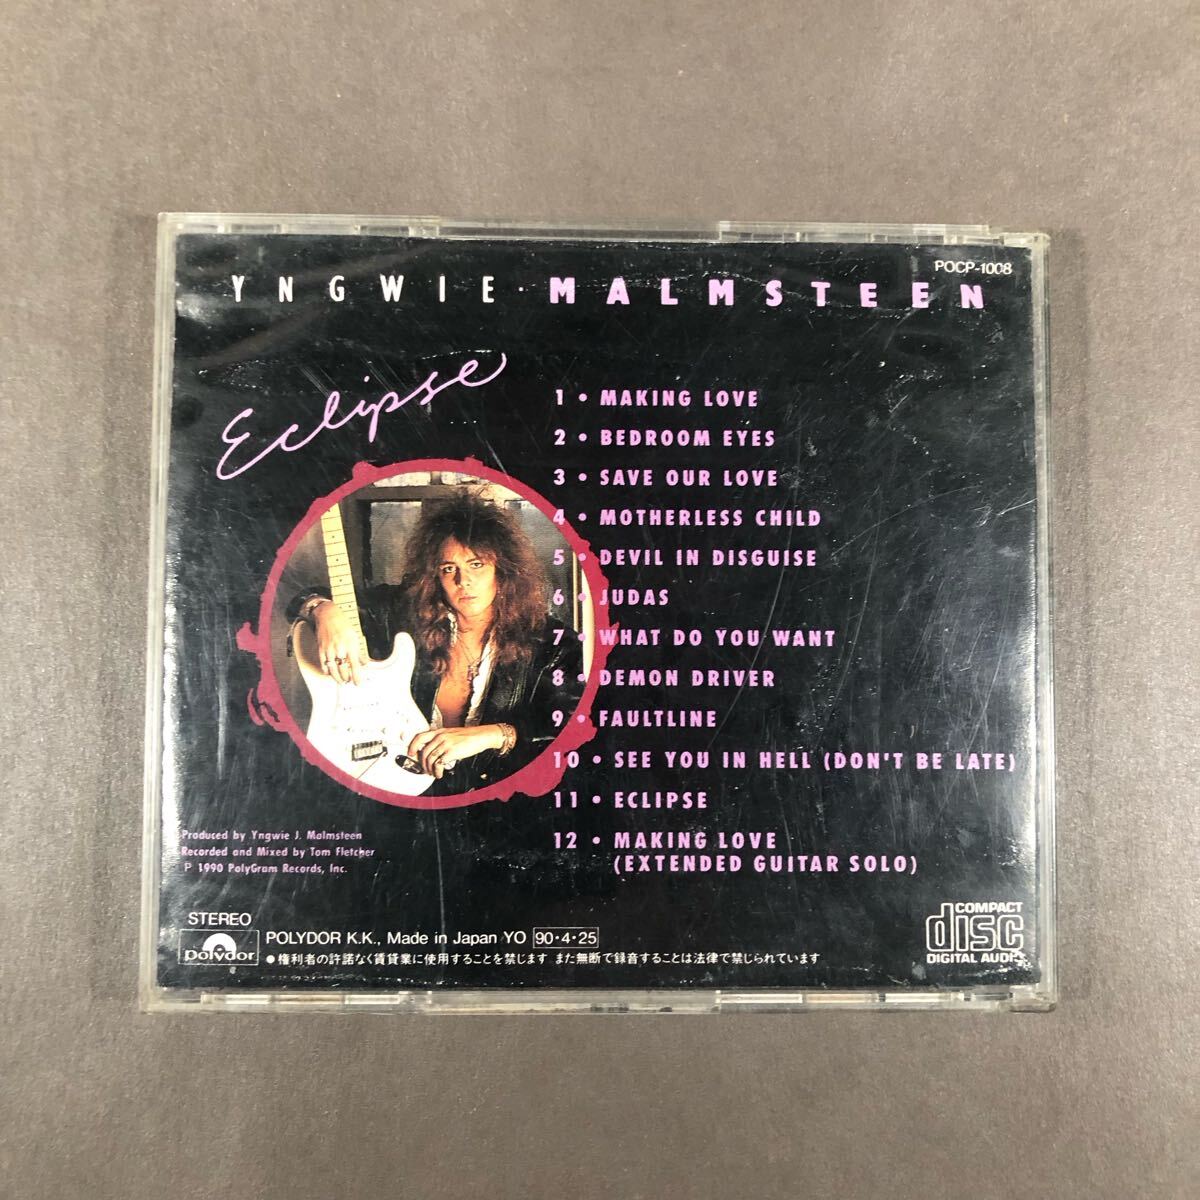 POCP-1008
YNGWIE · MALMSTEEN
Eclipse
1 • MAKING LOVE
2 • BEDROOM EYES
3 • SAVE OUR LOVE
4 • MOTHERLESS CHILD
5 • DEVIL IN DISGUISE
6 • JUDAS
7 • WHAT DO YOU WANT
8 • DEMON DRIVER
9 • FAULTLINE
10 • SEE YOU IN HELL (DON'T BE LATE)
11 • ECLIPSE
12 • MAKING LOVE
(EXTENDED GUITAR SOLO)
Produced by Yngwie J. Malmsteen
Recorded and Mixed by Tom Fletcher
℗ 1990 PolyGram Records, Inc.
STEREO
polydor
POLYDOR K.K., Made in Japan YO 90・4・25
●権利者の許諾なく賃貸業に使用することを禁じます また無断で録音することは法律で禁じられています
COMPACT
disc
DIGITAL AUDIO